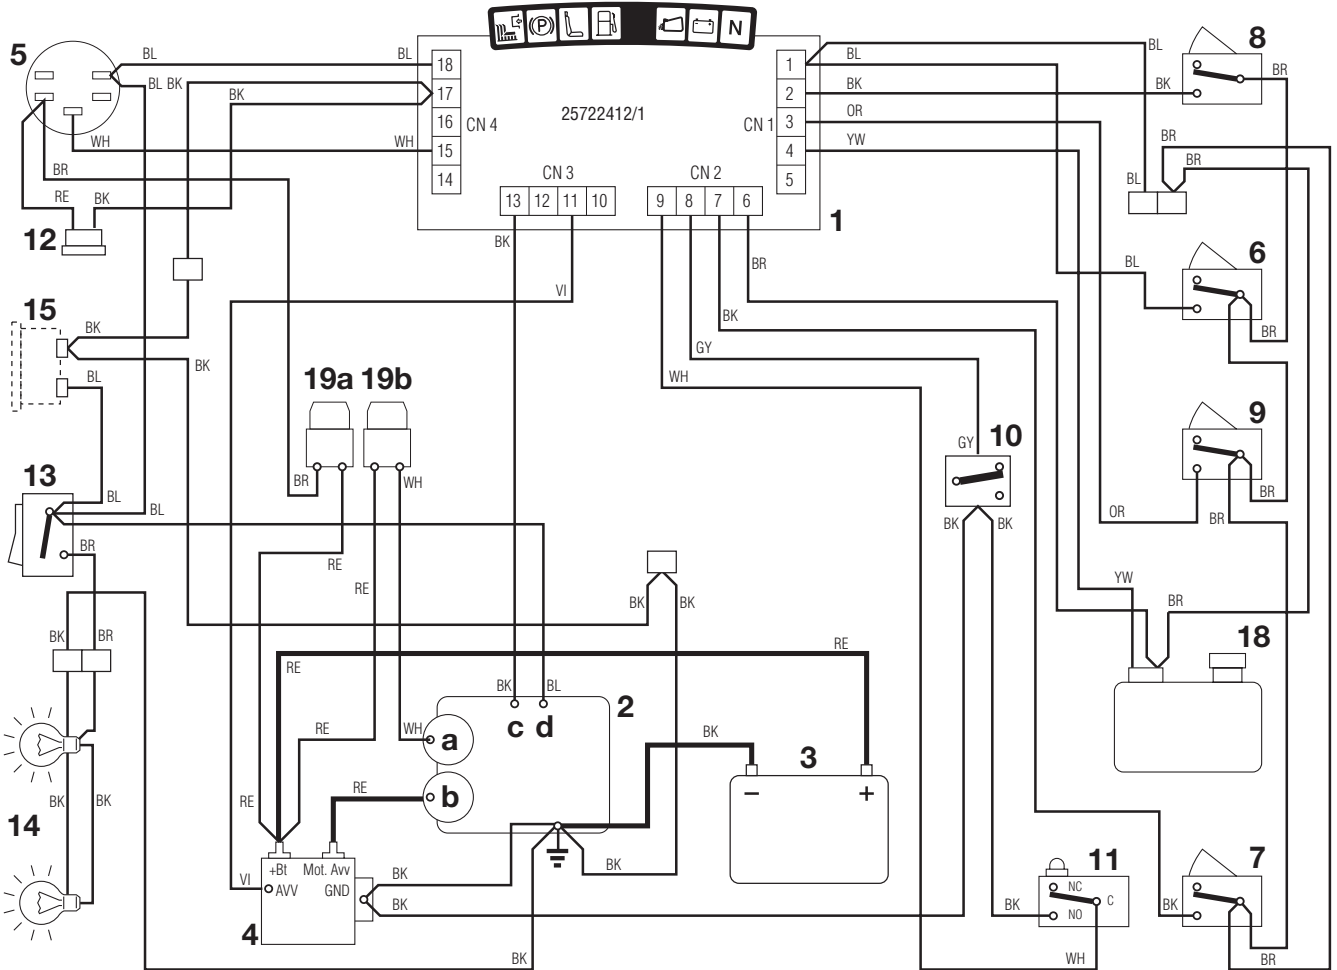 P
N
5
BL
BL
BK
BK
WH
WH
BR
RE
BK
12
18
17
16
15
14
CN 4
25722412/1
CN 3
13 12 11 10
CN 2
9 8 7 6
CN 1
1
2
3
4
5
1
BL
BK
OR
YW
BL
BK
8
BR
BR
BR
BL
BK
VI
BR
BK
GY
WH
BL
6
BR
15
BK
BK
BL
19a 19b
BR
WH
RE
RE
13
BL
BL
BR
9
BR
OR
BR
10
GY
BK
BK
YW
BR
18
BK
BK
BK
BR
RE
RE
RE
RE
BK
BL
c d
2
WH
a
b
RE
BK
3
−
+
14
BK
BK
VI
+Bt
Mot. Avv
AVV
GND
4
BK
BK
BK
BK
11
NC
C
NO
BK
WH
7
BK
BR